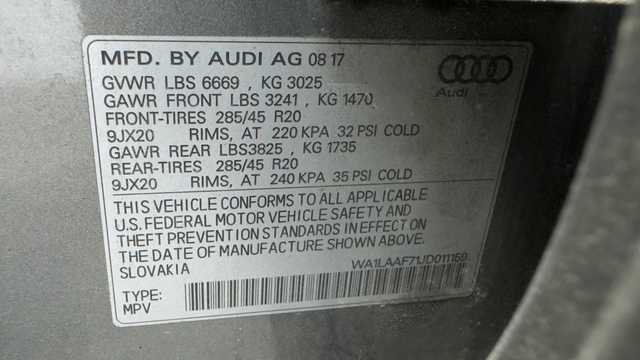 MFD. BY AUDI AG 08 17
GVWR LBS 6669 , KG 3025
GAWR FRONT LBS 3241 , KG 1470
FRONT-TIRES 285/45 R20
9JX20 RIMS, AT 220 KPA 32 PSI COLD
GAWR REAR LBS3825 , KG 1735
REAR-TIRES 285/45 R20
9JX20 RIMS, AT 240 KPA 35 PSI COLD
THIS VEHICLE CONFORMS TO ALL APPLICABLE
U.S. FEDERAL MOTOR VEHICLE SAFETY AND
THEFT PREVENTION STANDARDS IN EFFECT ON
THE DATE OF MANUFACTURE SHOWN ABOVE.
SLOVAKIA WA1LAAF71JD011159
TYPE:
MPV
Audi